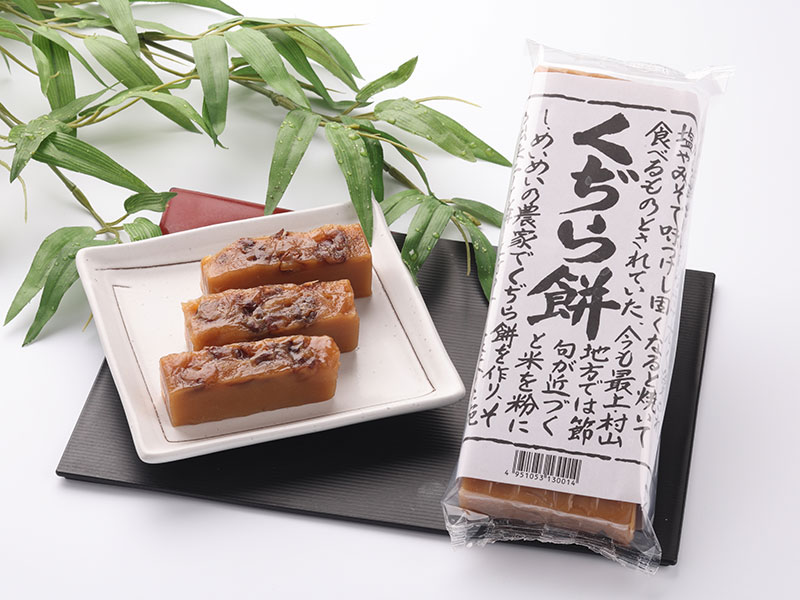 塩やみそで味つけし固くなると焼いて
食べるものとされていた。今も最上村山
くぢら餅
地方では節
句が近づく
と米を粉に
し、めいめいの農家でくぢら餅を作り、そ
4 951053 130014